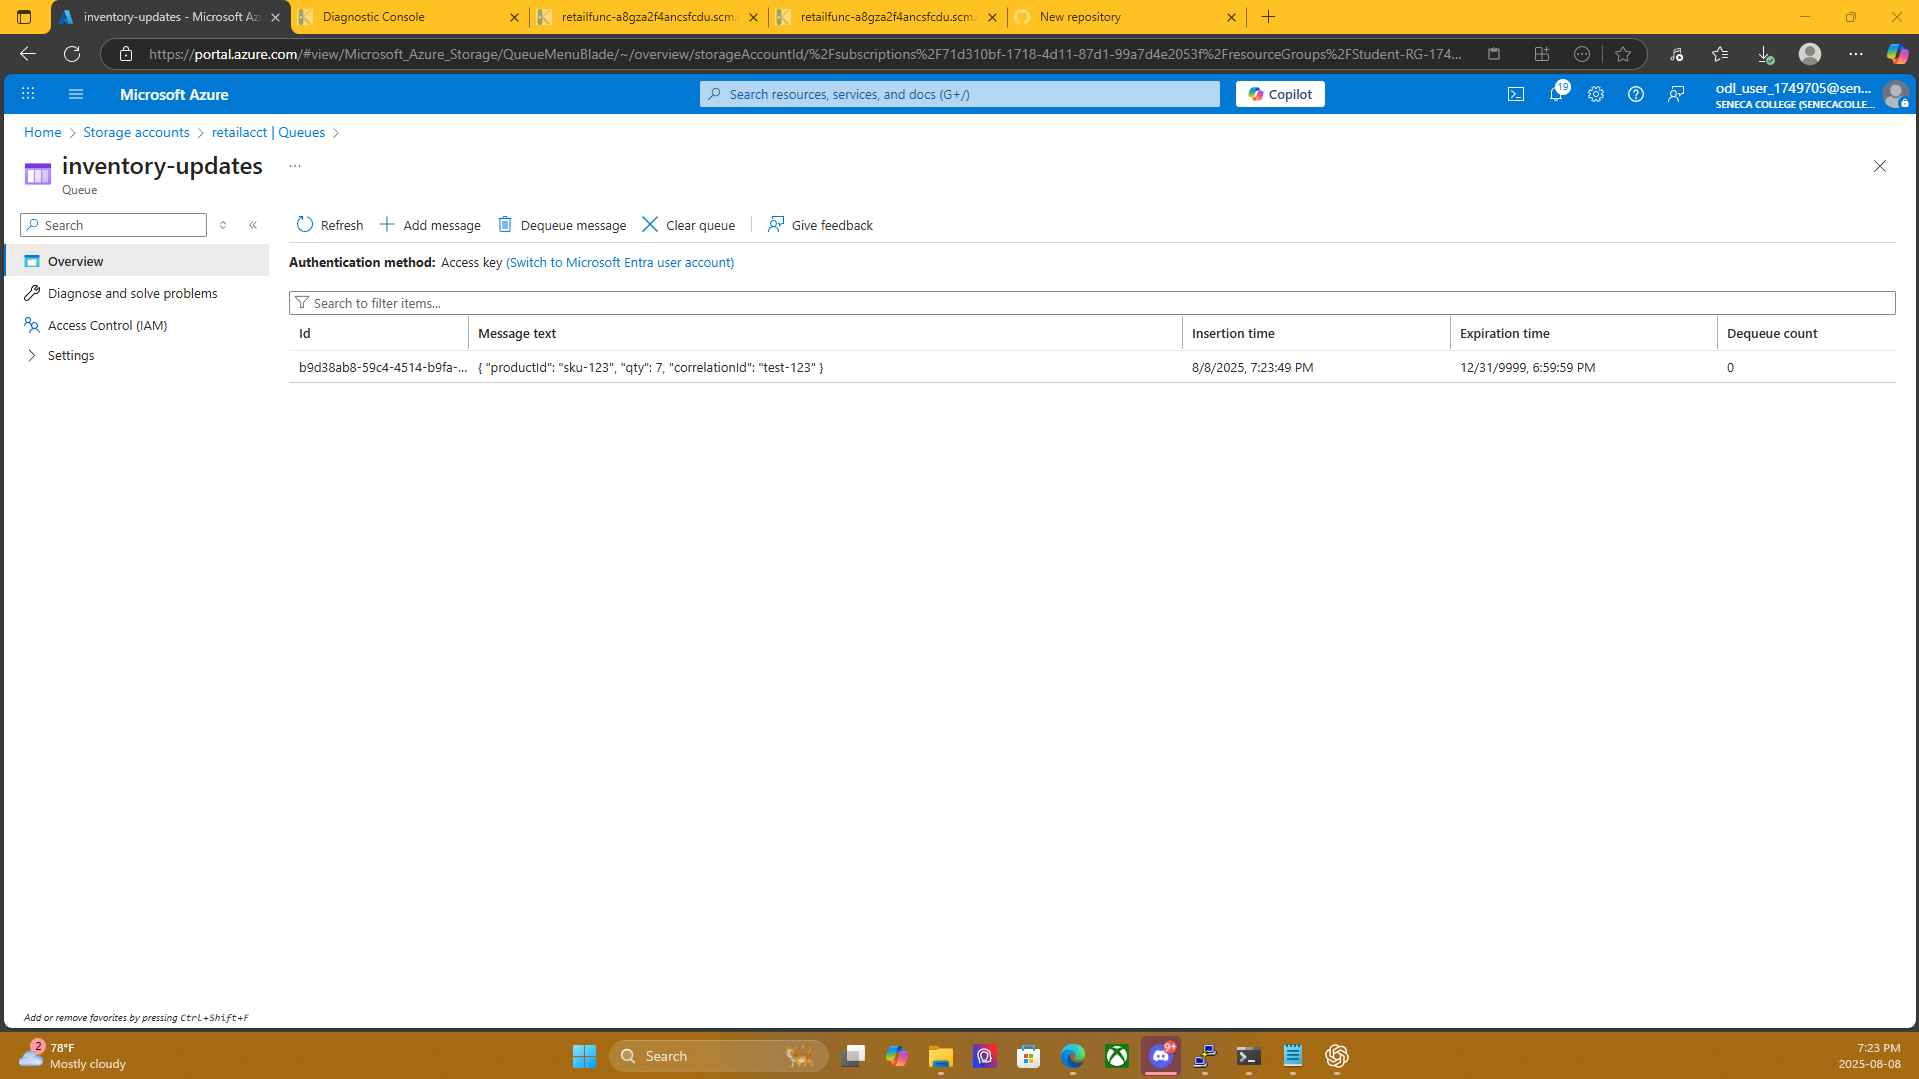 inventory-updates - Microsoft Az
Diagnostic Console
retailfunc-a8gza2f4ancsfcdu.scm.
retailfunc-a8gza2f4ancsfcdu.scm.
New repository
https://portal.azure.com/#view/Microsoft_Azure_Storage/QueueMenuBlade/~/overview/storageAccountId/%2Fsubscriptions%2F71d310bf-1718-4d11-87d1-99a7d4e2053f%2FresourceGroups%2FStudent-RG-174...
Microsoft Azure
Search resources, services, and docs (G+/)
Copilot
19
odl_user_1749705@sen...
SENECA COLLEGE (SENECACOLLE...
Home > Storage accounts > retailacct | Queues >
inventory-updates
...
Queue
Search
Refresh
Add message
Dequeue message
Clear queue
Give feedback
Overview
Diagnose and solve problems
Access Control (IAM)
Settings
Authentication method: Access key (Switch to Microsoft Entra user account)
Search to filter items...
Id Message text Insertion time Expiration time Dequeue count
b9d38ab8-59c4-4514-b9fa-... { "productId": "sku-123", "qty": 7, "correlationId": "test-123" } 8/8/2025, 7:23:49 PM 12/31/9999, 6:59:59 PM 0
Add or remove favorites by pressing Ctrl+Shift+F
2
78°F
Mostly cloudy
Search
9+
7:23 PM
2025-08-08